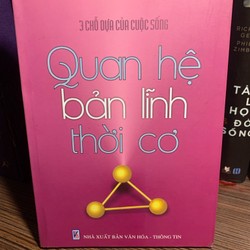 3 CHỖ DỰA CỦA CUỘC SỐNG
Quan hệ
bản lĩnh
thời cơ
NHÀ XUẤT BẢN VĂN HÓA - THÔNG TIN